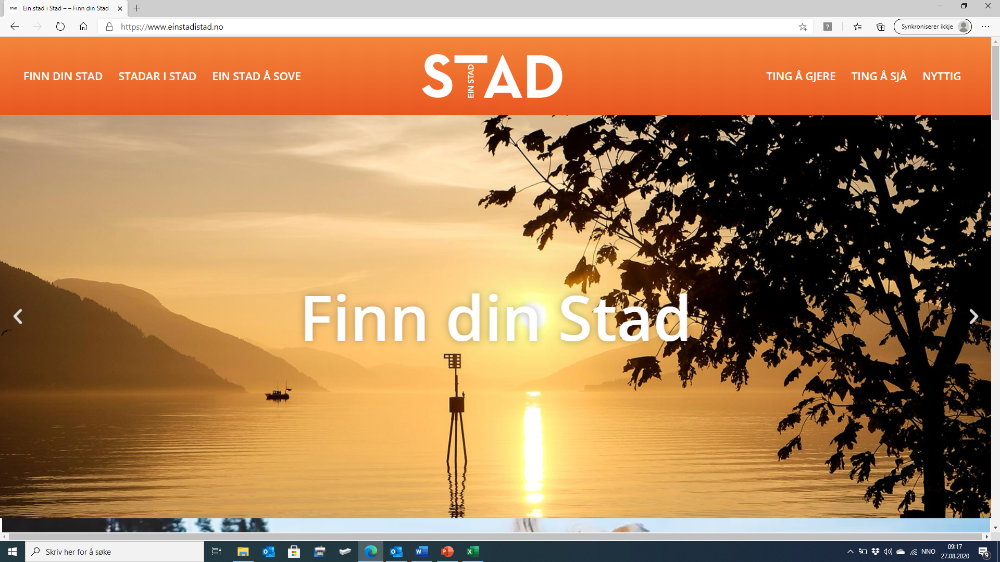 STAD Ein stad i Stad – – Finn din Stad
https://www.einstadistad.no
Synkroniserer ikkje
FINN DIN STAD STADAR I STAD EIN STAD Å SOVE
STAD
EIN STAD
TING Å GJERE TING Å SJÅ NYTTIG
Finn din Stad
Skriv her for å søke
NNO
09:17
27.08.2020
9